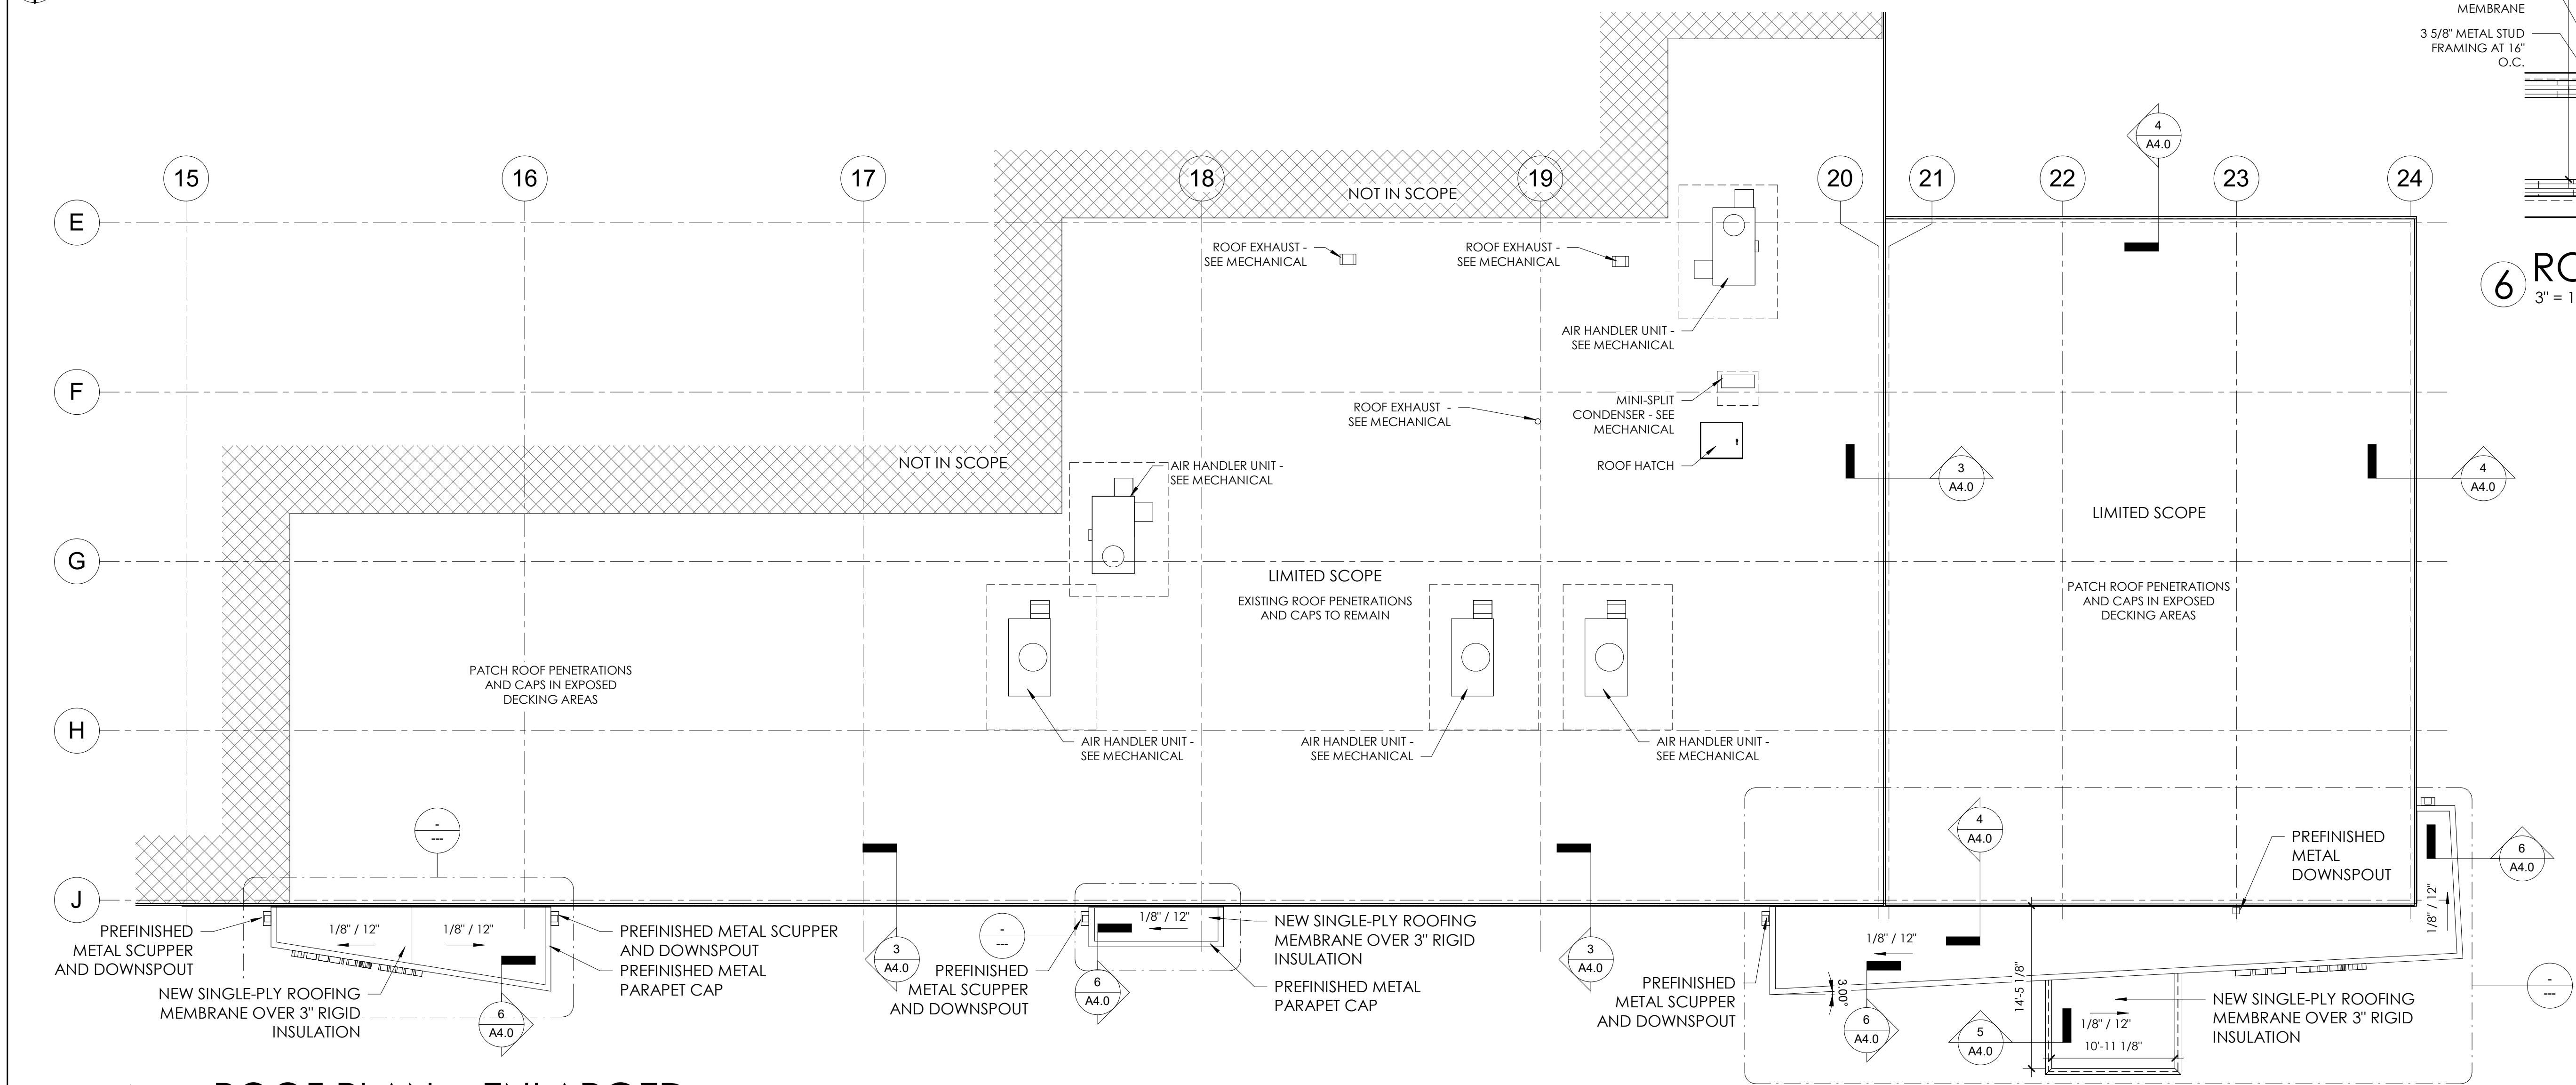 MEMBRANE
3 5/8" METAL STUD
FRAMING AT 16"
O.C.
4
A4.0
15
16
17
18
19
20
21
22
23
24
NOT IN SCOPE
E
ROOF EXHAUST -
SEE MECHANICAL
ROOF EXHAUST -
SEE MECHANICAL
6
3" = 1
AIR HANDLER UNIT -
SEE MECHANICAL
F
MINI-SPLIT
CONDENSER - SEE
MECHANICAL
ROOF EXHAUST -
SEE MECHANICAL
NOT IN SCOPE
AIR HANDLER UNIT -
SEE MECHANICAL
ROOF HATCH
3
A4.0
4
A4.0
LIMITED SCOPE
G
LIMITED SCOPE
EXISTING ROOF PENETRATIONS
AND CAPS TO REMAIN
PATCH ROOF PENETRATIONS
AND CAPS IN EXPOSED
DECKING AREAS
PATCH ROOF PENETRATIONS
AND CAPS IN EXPOSED
DECKING AREAS
H
AIR HANDLER UNIT -
SEE MECHANICAL
AIR HANDLER UNIT -
SEE MECHANICAL
AIR HANDLER UNIT -
SEE MECHANICAL
-
---
4
A4.0
PREFINISHED
METAL
DOWNSPOUT
6
A4.0
J
PREFINISHED
METAL SCUPPER
AND DOWNSPOUT
1/8" / 12"
1/8" / 12"
PREFINISHED METAL SCUPPER
AND DOWNSPOUT
PREFINISHED METAL
PARAPET CAP
NEW SINGLE-PLY ROOFING
MEMBRANE OVER 3" RIGID
INSULATION
6
A4.0
3
A4.0
-
---
PREFINISHED
METAL SCUPPER
AND DOWNSPOUT
1/8" / 12"
6
A4.0
NEW SINGLE-PLY ROOFING
MEMBRANE OVER 3" RIGID
INSULATION
PREFINISHED METAL
PARAPET CAP
3
A4.0
PREFINISHED
METAL SCUPPER
AND DOWNSPOUT
1/8" / 12"
3.00°
6
A4.0
5
A4.0
14'-5 1/8"
1/8" / 12"
10'-11 1/8"
NEW SINGLE-PLY ROOFING
MEMBRANE OVER 3" RIGID
INSULATION
1/8" / 12"
-
---
ROOF PLAN - ENLARGED